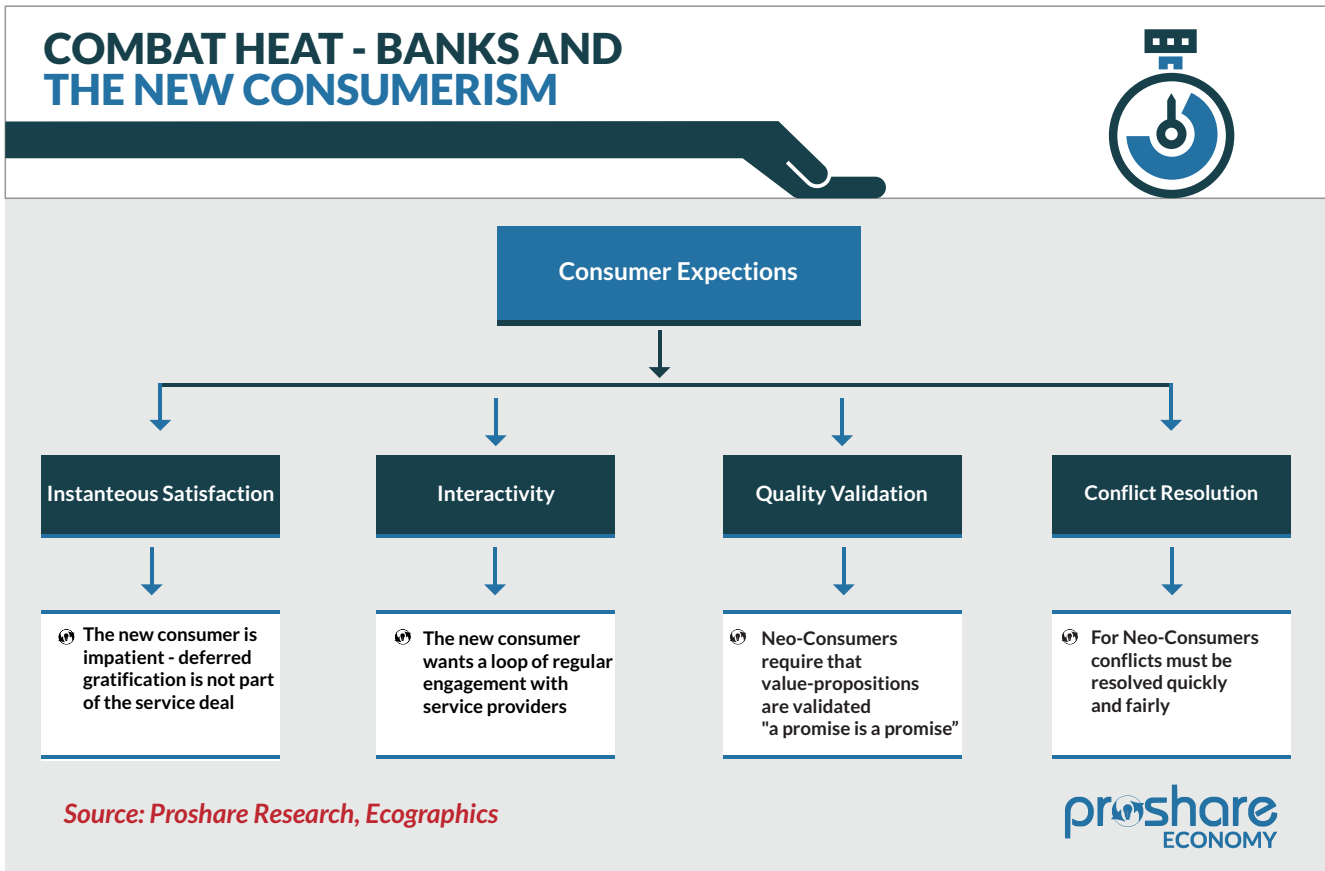 COMBAT HEAT - BANKS AND
THE NEW CONSUMERISM
Consumer Expections
Instanteous Satisfaction
Interactivity
Quality Validation
Conflict Resolution
The new consumer is
impatient - deferred
gratification is not part
of the service deal
The new consumer
wants a loop of regular
engagement with
service providers
Neo-Consumers
require that
value-propositions
are validated
"a promise is a promise”
For Neo-Consumers
conflicts must be
resolved quickly
and fairly
Source: Proshare Research, Ecographics
proshare
ECONOMY